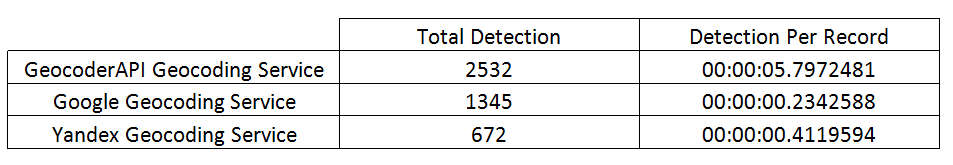 Total Detection Detection Per Record
GeocoderAPI Geocoding Service 2532 00:00:05.7972481
Google Geocoding Service 1345 00:00:00.2342588
Yandex Geocoding Service 672 00:00:00.4119594